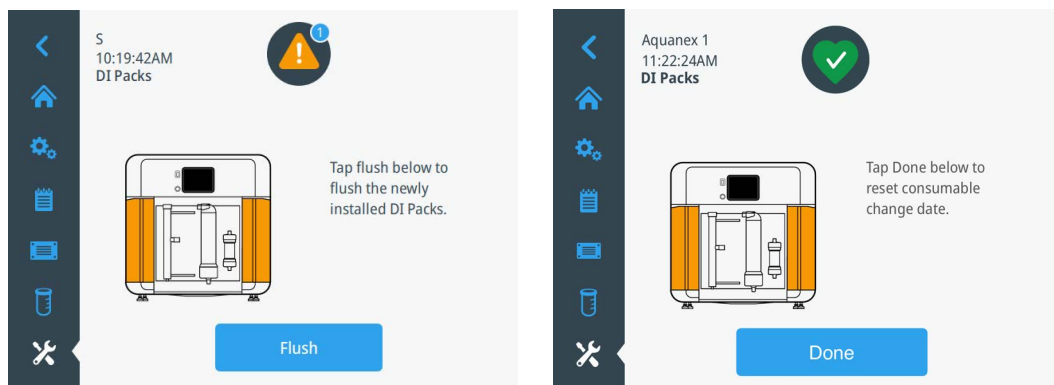 S
10:19:42AM
DI Packs
1
Tap flush below to
flush the newly
installed DI Packs.
Flush
Aquanex 1
11:22:24AM
DI Packs
Tap Done below to
reset consumable
change date.
Done